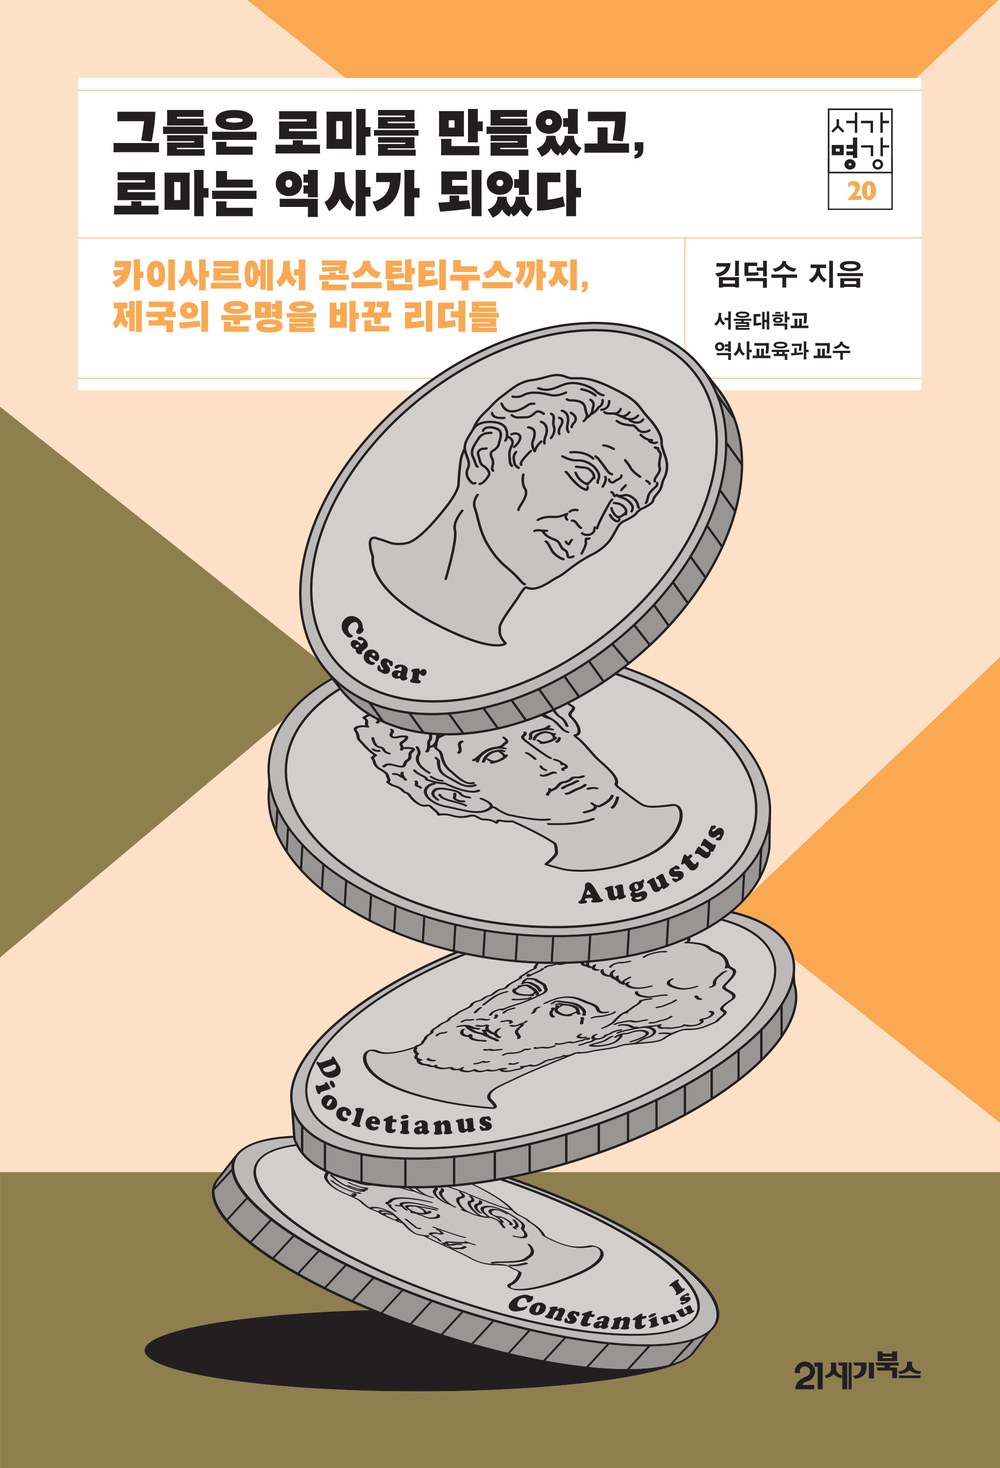 그들은 로마를 만들었고,
로마는 역사가 되었다
서가
명강
20
카이사르에서 콘스탄티누스까지,
제국의 운명을 바꾼 리더들
김덕수 지음
서울대학교
역사교육과 교수
Caesar
Augustus
Diocletianus
Constantinus I
21세기북스